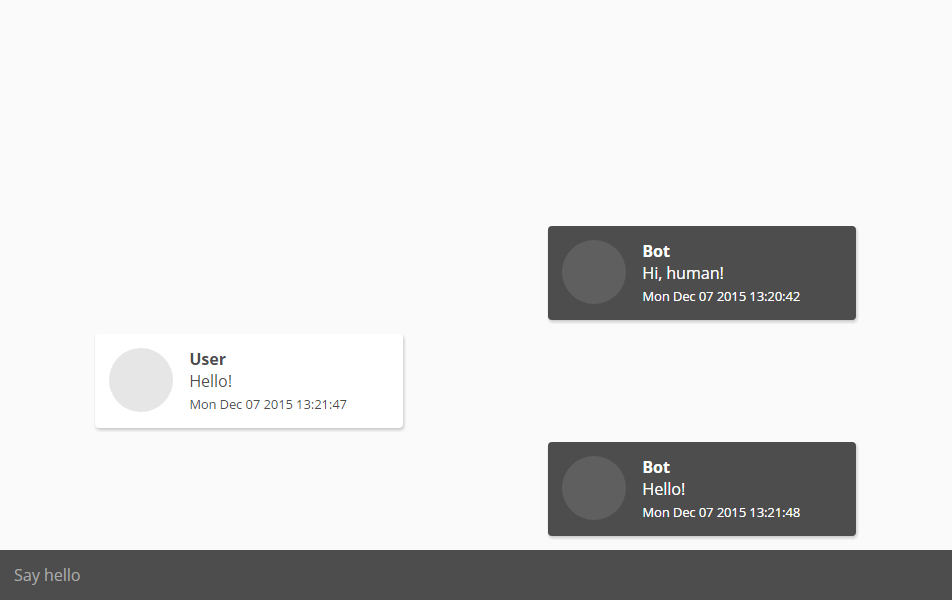 Bot
Hi, human!
Mon Dec 07 2015 13:20:42
User
Hello!
Mon Dec 07 2015 13:21:47
Bot
Hello!
Mon Dec 07 2015 13:21:48
Say hello